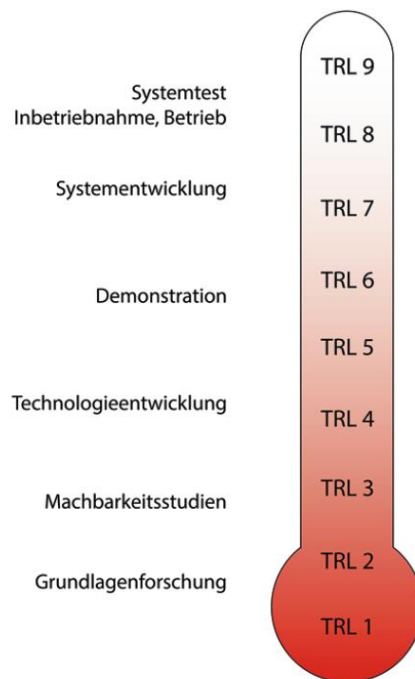 TRL 9
Systemtest
Inbetriebnahme, Betrieb
TRL 8
Systementwicklung
TRL 7
TRL 6
Demonstration
TRL 5
Technologieentwicklung
TRL 4
TRL 3
Machbarkeitsstudien
TRL 2
Grundlagenforschung
TRL 1